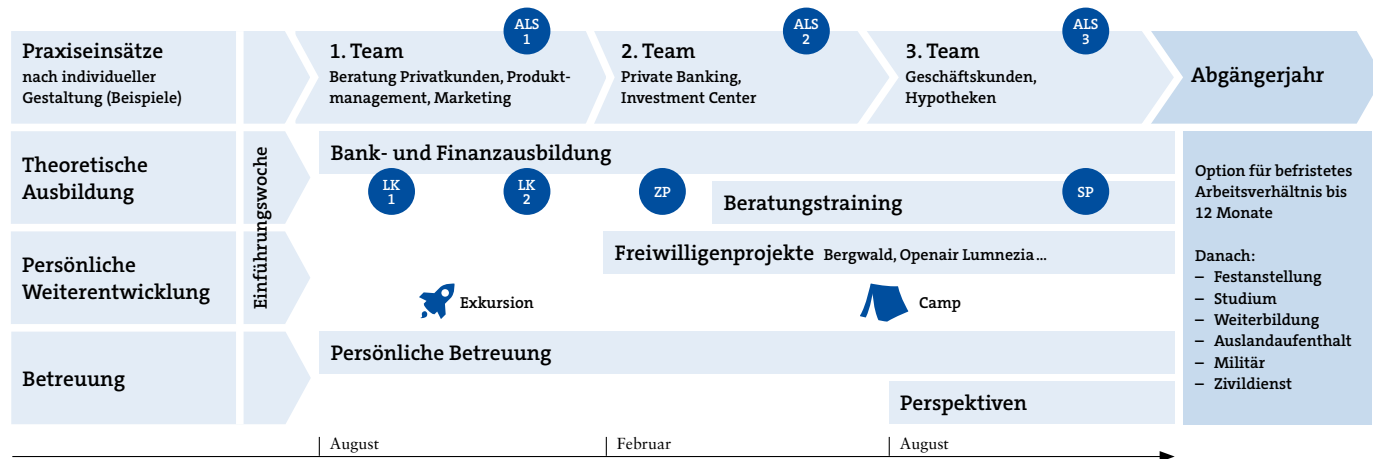 Praxiseinsätze
nach individueller
Gestaltung (Beispiele)
1. Team
Beratung Privatkunden, Produkt-
management, Marketing
ALS
1
2. Team
Private Banking,
Investment Center
ALS
2
3. Team
Geschäftskunden,
Hypotheken
ALS
3
Abgängerjahr
Einführungswoche
Theoretische
Ausbildung
Bank- und Finanzausbildung
LK
1
LK
2
ZP
Beratungstraining
SP
Persönliche
Weiterentwicklung
Freiwilligenprojekte Bergwald, Openair Lumnezia ...
Exkursion
Camp
Betreuung
Persönliche Betreuung
Perspektiven
Option für befristetes
Arbeitsverhältnis bis
12 Monate
Danach:
– Festanstellung
– Studium
– Weiterbildung
– Auslandaufenthalt
– Militär
– Zivildienst
August
Februar
August